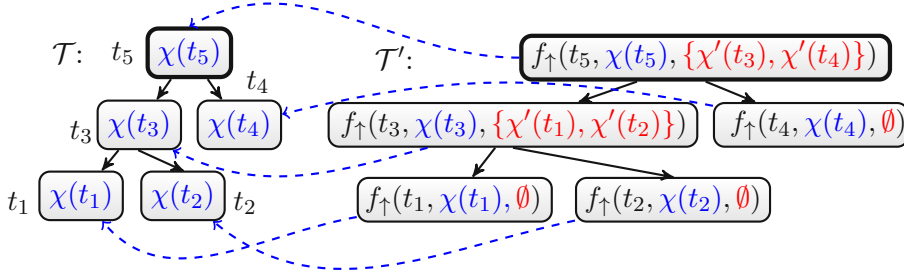 𝒯: t₅ χ(t₅) 𝒯′: f↑(t₅, χ(t₅), {χ′(t₃), χ′(t₄)})
t₄
t₃ χ(t₃) χ(t₄) f↑(t₃, χ(t₃), {χ′(t₁), χ′(t₂)}) f↑(t₄, χ(t₄), ∅)
t₁ χ(t₁) χ(t₂) t₂ f↑(t₁, χ(t₁), ∅) f↑(t₂, χ(t₂), ∅)